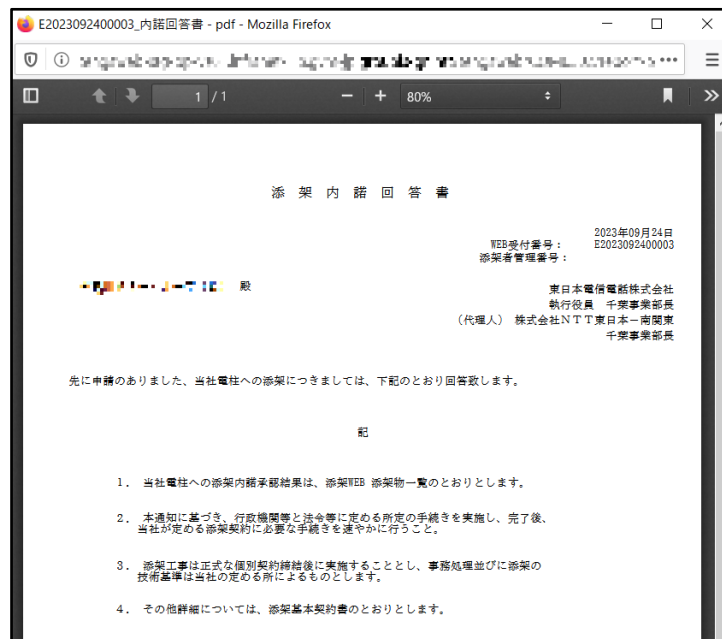 E2023092400003_内諾回答書 - pdf - Mozilla Firefox
1 / 1
80%
添 架 内 諾 回 答 書
2023年09月24日
WEB受付番号： E2023092400003
添架者管理番号：
殿
東日本電信電話株式会社
執行役員 千葉事業部長
（代理人） 株式会社ＮＴＴ東日本－南関東
千葉事業部長
先に申請のありました、当社電柱への添架につきましては、下記のとおり回答致します。
記
１． 当社電柱への添架内諾承認結果は、添架WEB 添架物一覧のとおりとします。
２． 本通知に基づき、行政機関等と法令等に定める所定の手続きを実施し、完了後、
当社が定める添架契約に必要な手続きを速やかに行うこと。
３． 添架工事は正式な個別契約締結後に実施することとし、事務処理並びに添架の
技術基準は当社の定める所によるものとします。
４． その他詳細については、添架基本契約書のとおりとします。